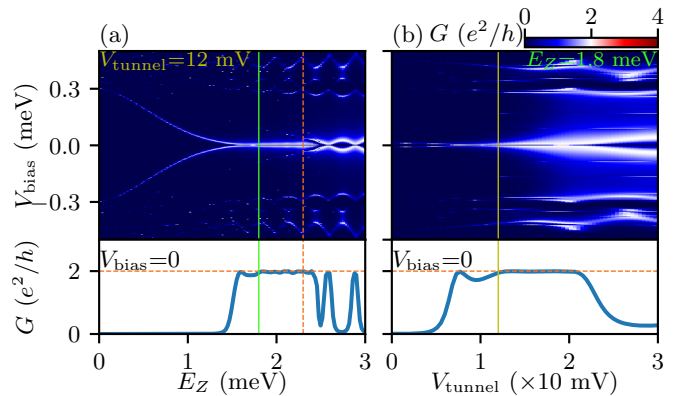 (a)
(b) G (e²/h)
0 2 4
V_tunnel=12 mV
E_Z=1.8 meV
V_bias (meV)
0.3
0.0
−0.3
V_bias=0
V_bias=0
G (e²/h)
2
0
0 1 2 3
0 1 2 3
E_Z (meV)
V_tunnel (×10 mV)